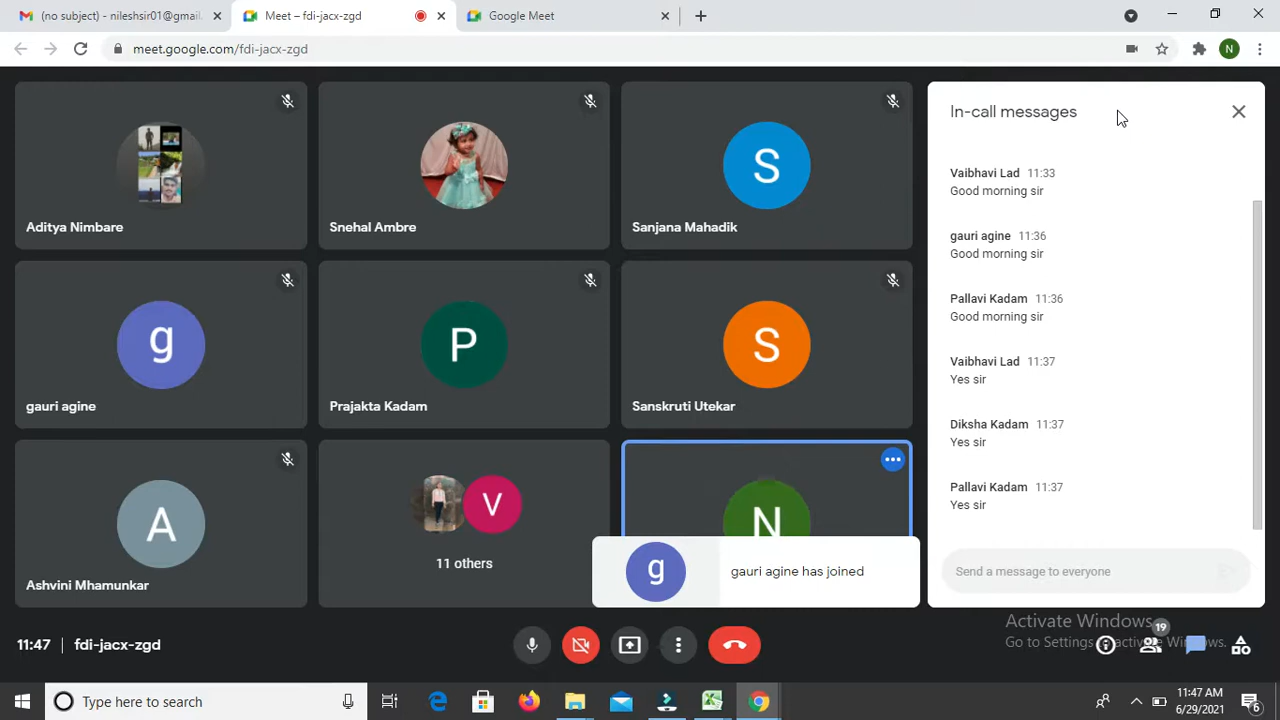 (no subject) - nileshsir01@gmail.
Meet – fdi-jacx-zgd
Google Meet
N
meet.google.com/fdi-jacx-zgd
Aditya Nimbare
Snehal Ambre
S
Sanjana Mahadik
g
gauri agine
P
Prajakta Kadam
S
Sanskruti Utekar
A
Ashvini Mhamunkar
V
11 others
N
g
gauri agine has joined
In-call messages
Vaibhavi Lad 11:33
Good morning sir
gauri agine 11:36
Good morning sir
Pallavi Kadam 11:36
Good morning sir
Vaibhavi Lad 11:37
Yes sir
Diksha Kadam 11:37
Yes sir
Pallavi Kadam 11:37
Yes sir
Send a message to everyone
Activate Windows
Go to Settings to activate Windows.
11:47 | fdi-jacx-zgd
19
Type here to search
11:47 AM
6/29/2021
6